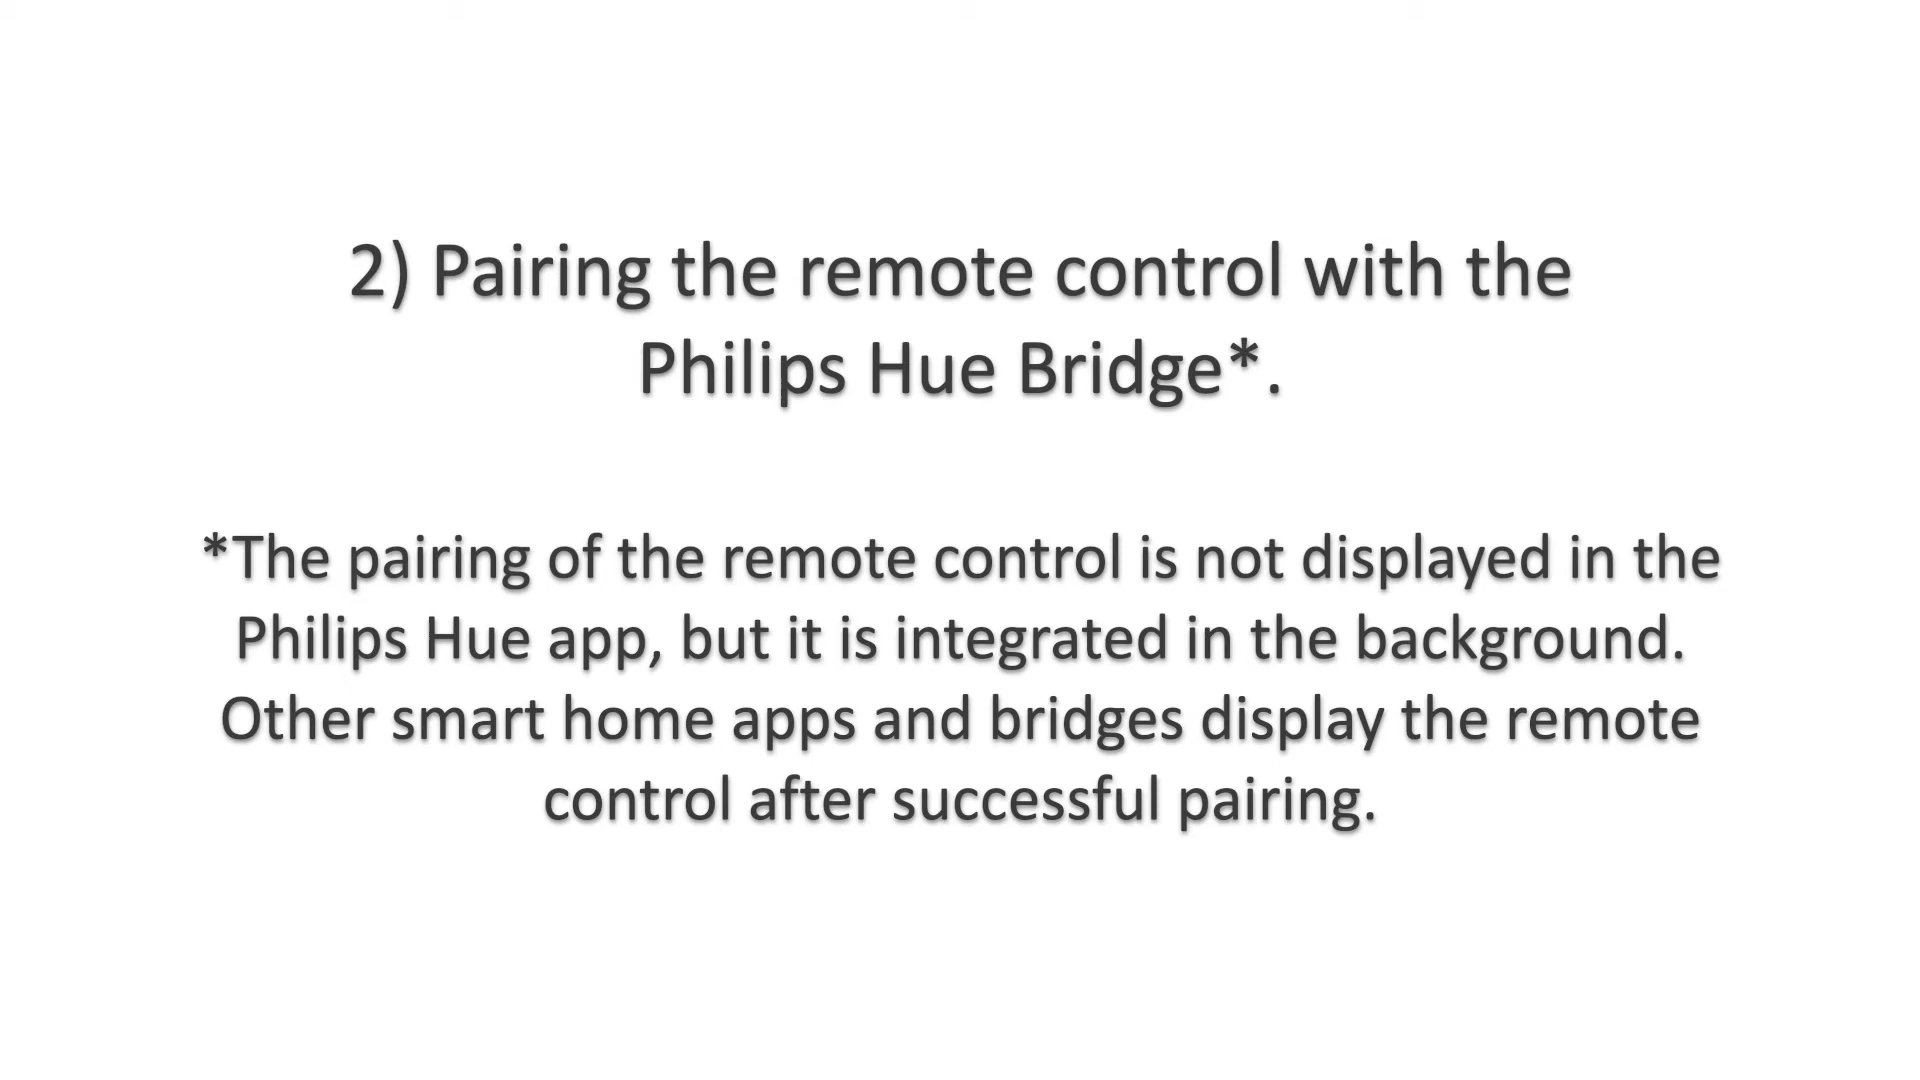 2) Pairing the remote control with the
Philips Hue Bridge*.
*The pairing of the remote control is not displayed in the
Philips Hue app, but it is integrated in the background.
Other smart home apps and bridges display the remote
control after successful pairing.